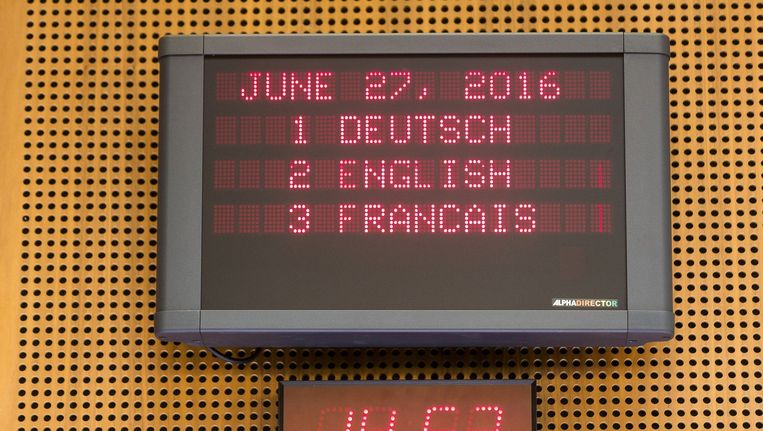 JUNE 27, 2016
1 DEUTSCH
2 ENGLISH
3 FRANCAIS
ALPHADIRECTOR